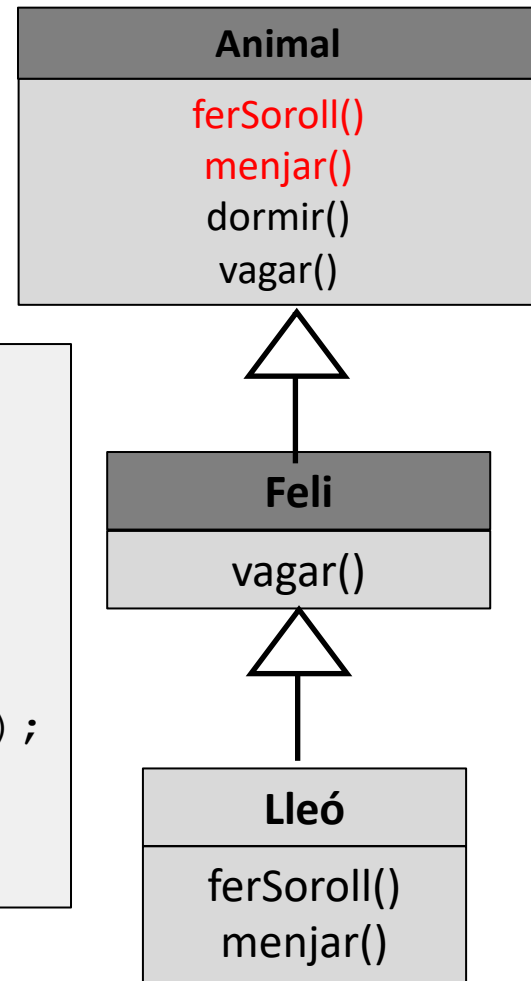 Animal
ferSoroll()
menjar()
dormir()
vagar()
Feli
vagar()
);
Lleó
ferSoroll()
menjar()